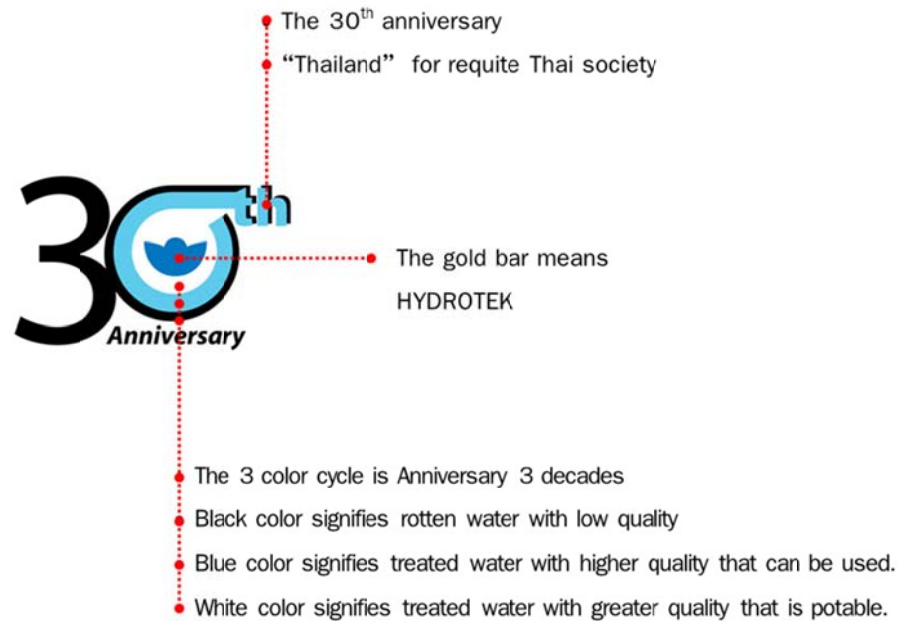 The 30th anniversary
“Thailand” for requite Thai society
30th
Anniversary
The gold bar means
HYDROTEK
The 3 color cycle is Anniversary 3 decades
Black color signifies rotten water with low quality
Blue color signifies treated water with higher quality that can be used.
White color signifies treated water with greater quality that is potable.